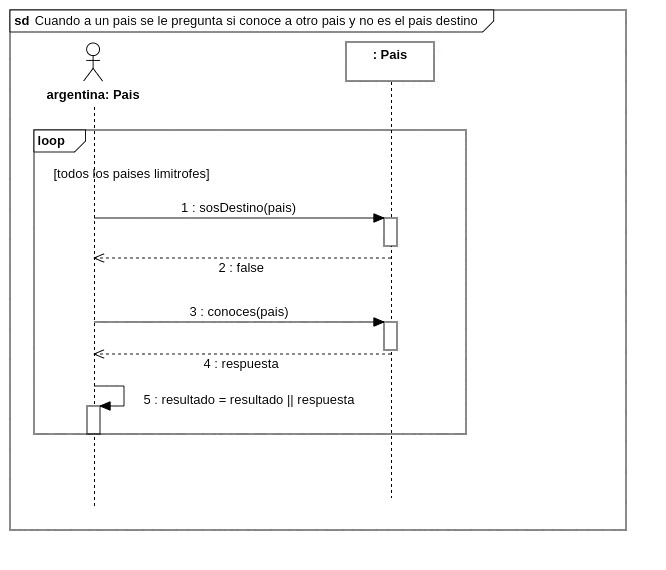 sd Cuando a un pais se le pregunta si conoce a otro pais y no es el pais destino
argentina: Pais
: Pais
loop
[todos los paises limitrofes]
1 : sosDestino(pais)
2 : false
3 : conoces(pais)
4 : respuesta
5 : resultado = resultado || respuesta